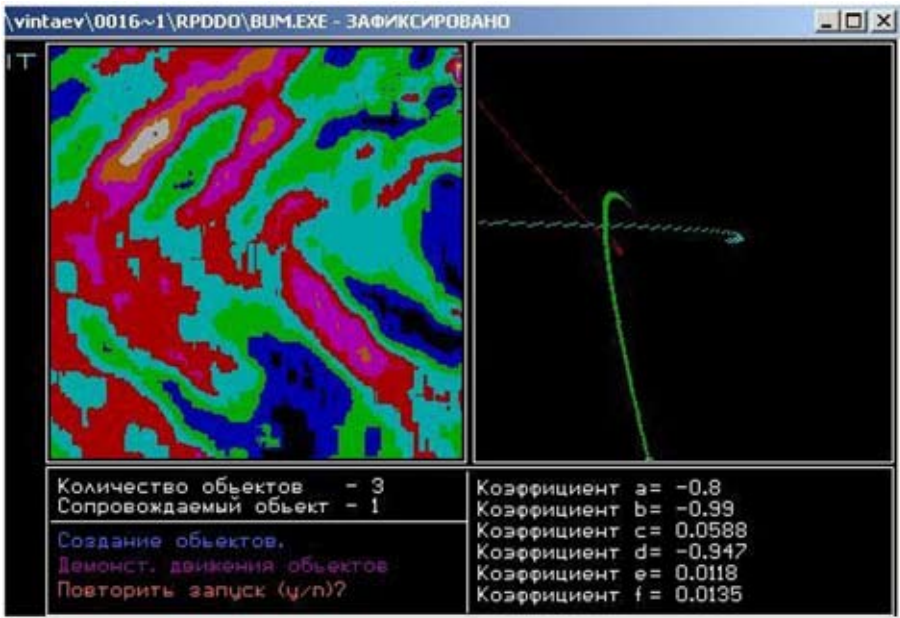 \vintaev\0016~1\RPDDO\BUM.EXE - ЗАФИКСИРОВАНО
IT
Количество обьектов - 3
Сопровождаемый обьект - 1
Создание обьектов.
Демонст. движения обьектов
Повторить запуск (y/n)?
Коэффициент a= -0.8
Коэффициент b= -0.99
Коэффициент c= 0.0588
Коэффициент d= -0.947
Коэффициент e= 0.0118
Коэффициент f= 0.0135